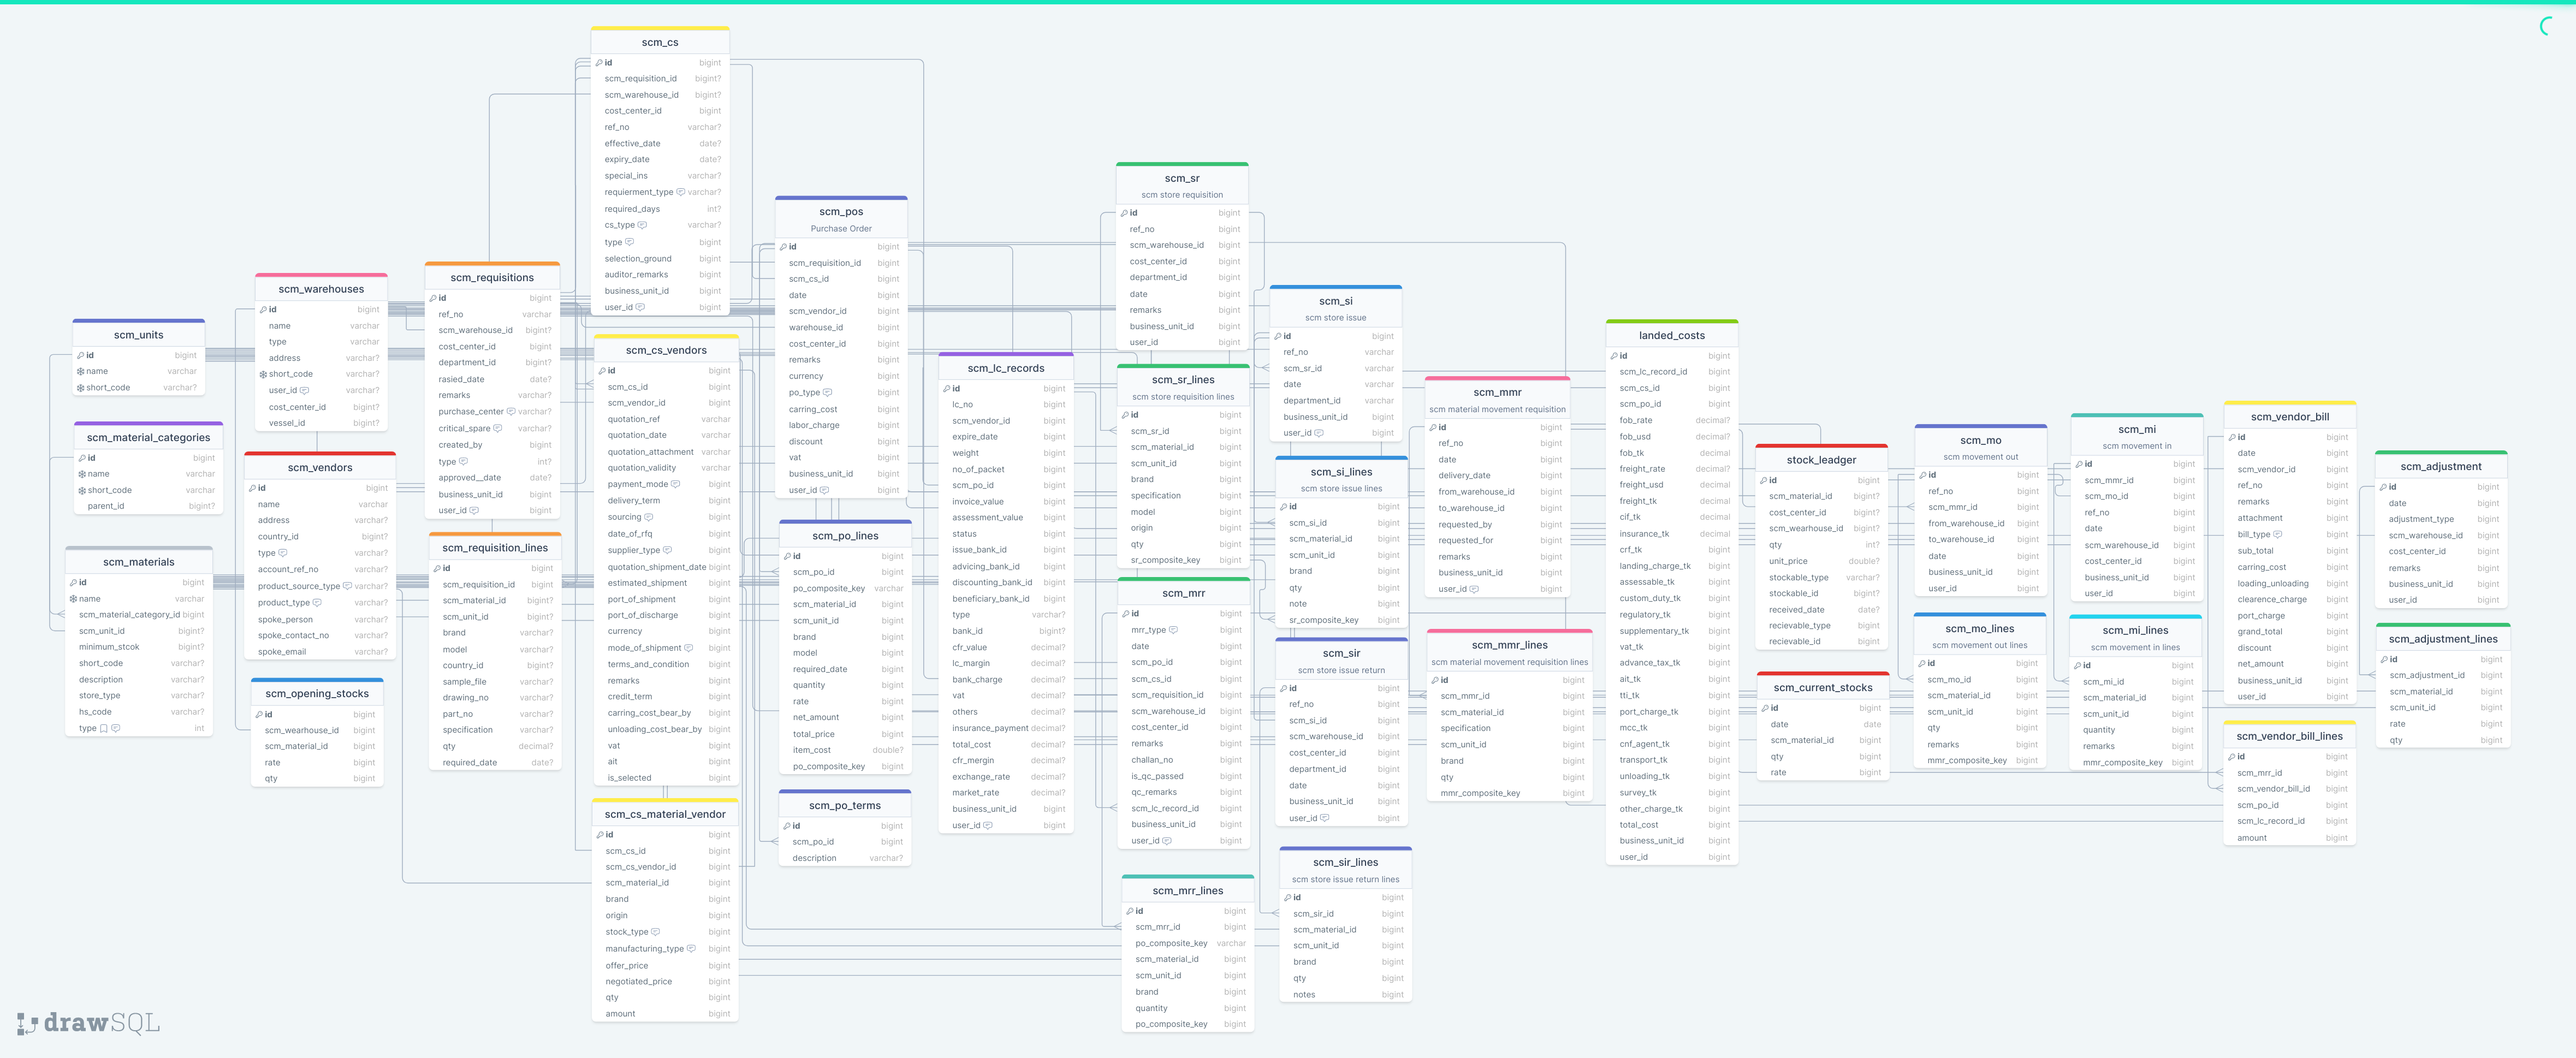 scm_cs
id bigint
scm_requisition_id bigint?
scm_warehouse_id bigint?
cost_center_id bigint
ref_no varchar?
effective_date date?
expiry_date date?
special_ins varchar?
requierment_type varchar?
required_days int?
cs_type varchar?
type bigint
selection_ground bigint
auditor_remarks bigint
business_unit_id bigint
user_id bigint
scm_units
id bigint
name varchar
short_code varchar?
scm_material_categories
id bigint
name varchar
short_code varchar
parent_id bigint?
scm_materials
id bigint
name varchar
scm_material_category_id bigint
scm_unit_id bigint?
minimum_stcok bigint?
short_code varchar?
description varchar?
store_type varchar?
hs_code varchar?
type int
scm_warehouses
id bigint
name varchar
type varchar
address varchar?
short_code varchar?
user_id varchar?
cost_center_id bigint?
vessel_id bigint?
scm_vendors
id bigint
name varchar
address varchar?
country_id bigint?
type varchar?
account_ref_no varchar?
product_source_type varchar?
product_type varchar?
spoke_person varchar?
spoke_contact_no varchar?
spoke_email varchar?
scm_opening_stocks
id bigint
scm_wearhouse_id bigint
scm_material_id bigint
rate bigint
qty bigint
scm_requisitions
id bigint
ref_no varchar
scm_warehouse_id bigint?
cost_center_id bigint?
department_id bigint?
rasied_date date?
remarks varchar?
purchase_center varchar?
critical_spare varchar?
created_by bigint
type int?
approved__date date?
business_unit_id bigint
user_id bigint
scm_requisition_lines
id bigint
scm_requisition_id bigint
scm_material_id bigint?
scm_unit_id bigint?
brand varchar?
model varchar?
country_id bigint?
sample_file varchar?
drawing_no varchar?
part_no varchar?
specification varchar?
qty decimal?
required_date date?
scm_cs_vendors
id bigint
scm_cs_id bigint
scm_vendor_id bigint
quotation_ref varchar
quotation_date varchar
quotation_attachment varchar
quotation_validity varchar
payment_mode bigint
delivery_term bigint
sourcing bigint
date_of_rfq bigint
supplier_type bigint
quotation_shipment_date bigint
estimated_shipment bigint
port_of_shipment bigint
port_of_discharge bigint
currency bigint
mode_of_shipment bigint
terms_and_condition bigint
remarks bigint
credit_term bigint
carring_cost_bear_by bigint
unloading_cost_bear_by bigint
vat bigint
ait bigint
is_selected bigint
scm_cs_material_vendor
id bigint
scm_cs_id bigint
scm_cs_vendor_id bigint
scm_material_id bigint
brand bigint
origin bigint
stock_type bigint
manufacturing_type bigint
offer_price bigint
negotiated_price bigint
qty bigint
amount bigint
scm_pos
Purchase Order
id bigint
scm_requisition_id bigint
scm_cs_id bigint
date bigint
scm_vendor_id bigint
warehouse_id bigint
cost_center_id bigint
remarks bigint
currency bigint
po_type bigint
carring_cost bigint
labor_charge bigint
discount bigint
vat bigint
business_unit_id bigint
user_id bigint
scm_po_lines
id bigint
scm_po_id bigint
po_composite_key varchar
scm_material_id bigint
scm_unit_id bigint
brand bigint
model bigint
required_date bigint
quantity bigint
rate bigint
net_amount bigint
total_price bigint
item_cost double?
po_composite_key bigint
scm_po_terms
id bigint
scm_po_id bigint
description varchar?
scm_lc_records
id bigint
lc_no bigint
scm_vendor_id bigint
expire_date bigint
weight bigint
no_of_packet bigint
scm_po_id bigint
invoice_value bigint
assessment_value bigint
status bigint
issue_bank_id bigint
advicing_bank_id bigint
discounting_bank_id bigint
beneficiary_bank_id bigint
type varchar?
bank_id bigint?
cfr_value decimal?
lc_margin decimal?
bank_charge decimal?
vat decimal?
others decimal?
insurance_payment decimal?
total_cost decimal?
cfr_mergin decimal?
exchange_rate decimal?
market_rate decimal?
business_unit_id bigint
user_id bigint
scm_sr
scm store requisition
id bigint
ref_no bigint
scm_warehouse_id bigint
cost_center_id bigint
department_id bigint
date bigint
remarks bigint
business_unit_id bigint
user_id bigint
scm_sr_lines
scm store requisition lines
id bigint
scm_sr_id bigint
scm_material_id bigint
scm_unit_id bigint
brand bigint
specification bigint
model bigint
origin bigint
qty bigint
sr_composite_key bigint
scm_mrr
id bigint
mrr_type bigint
date bigint
scm_po_id bigint
scm_cs_id bigint
scm_requisition_id bigint
scm_warehouse_id bigint
cost_center_id bigint
remarks bigint
challan_no bigint
is_qc_passed bigint
qc_remarks bigint
scm_lc_record_id bigint
business_unit_id bigint
user_id bigint
scm_mrr_lines
id bigint
scm_mrr_id bigint
po_composite_key varchar
scm_material_id bigint
scm_unit_id bigint
brand bigint
quantity bigint
po_composite_key bigint
scm_si
scm store issue
id bigint
ref_no varchar
scm_sr_id varchar
date varchar
department_id varchar
business_unit_id bigint
user_id bigint
scm_si_lines
scm store issue lines
id bigint
scm_si_id bigint
scm_material_id bigint
scm_unit_id bigint
brand bigint
qty bigint
note bigint
sr_composite_key bigint
scm_sir
scm store issue return
id bigint
ref_no bigint
scm_si_id bigint
scm_warehouse_id bigint
cost_center_id bigint
department_id bigint
date bigint
business_unit_id bigint
user_id bigint
scm_sir_lines
scm store issue return lines
id bigint
scm_sir_id bigint
scm_material_id bigint
scm_unit_id bigint
brand bigint
qty bigint
notes bigint
scm_mmr
scm material movement requisition
id bigint
ref_no bigint
date bigint
delivery_date bigint
from_warehouse_id bigint
to_warehouse_id bigint
requested_by bigint
requested_for bigint
remarks bigint
business_unit_id bigint
user_id bigint
scm_mmr_lines
scm material movement requisition lines
id bigint
scm_mmr_id bigint
scm_material_id bigint
specification bigint
scm_unit_id bigint
brand bigint
qty bigint
mmr_composite_key bigint
landed_costs
id bigint
scm_lc_record_id bigint
scm_cs_id bigint
scm_po_id bigint
fob_rate decimal?
fob_usd decimal?
fob_tk decimal
freight_rate decimal?
freight_usd decimal
freight_tk decimal
cif_tk decimal
insurance_tk decimal
crf_tk bigint
landing_charge_tk bigint
assessable_tk bigint
custom_duty_tk bigint
regulatory_tk bigint
supplementary_tk bigint
vat_tk bigint
advance_tax_tk bigint
ait_tk bigint
tti_tk bigint
port_charge_tk bigint
mcc_tk bigint
cnf_agent_tk bigint
transport_tk bigint
unloading_tk bigint
survey_tk bigint
other_charge_tk bigint
total_cost bigint
business_unit_id bigint
user_id bigint
stock_leadger
id bigint
scm_material_id bigint?
cost_center_id bigint?
scm_wearhouse_id bigint?
qty int?
unit_price double?
stockable_type varchar?
stockable_id bigint?
received_date date?
recievable_type bigint
recievable_id bigint
scm_current_stocks
id bigint
date date
scm_material_id bigint
qty bigint
rate bigint
scm_mo
scm movement out
id bigint
ref_no bigint
scm_mmr_id bigint
from_warehouse_id bigint
to_warehouse_id bigint
date bigint
business_unit_id bigint
user_id bigint
scm_mo_lines
scm movement out lines
id bigint
scm_mo_id bigint
scm_material_id bigint
scm_unit_id bigint
qty bigint
remarks bigint
mmr_composite_key bigint
scm_mi
scm movement in
id bigint
scm_mmr_id bigint
scm_mo_id bigint
ref_no bigint
date bigint
scm_warehouse_id bigint
cost_center_id bigint
business_unit_id bigint
user_id bigint
scm_mi_lines
scm movement in lines
id bigint
scm_mi_id bigint
scm_material_id bigint
scm_unit_id bigint
quantity bigint
remarks bigint
mmr_composite_key bigint
scm_vendor_bill
id bigint
date bigint
scm_vendor_id bigint
ref_no bigint
remarks bigint
attachment bigint
bill_type bigint
sub_total bigint
carring_cost bigint
loading_unloading bigint
clearence_charge bigint
port_charge bigint
grand_total bigint
discount bigint
net_amount bigint
business_unit_id bigint
user_id bigint
scm_vendor_bill_lines
id bigint
scm_mrr_id bigint
scm_vendor_bill_id bigint
scm_po_id bigint
scm_lc_record_id bigint
amount bigint
scm_adjustment
id bigint
date bigint
adjustment_type bigint
scm_warehouse_id bigint
cost_center_id bigint
remarks bigint
business_unit_id bigint
user_id bigint
scm_adjustment_lines
id bigint
scm_adjustment_id bigint
scm_material_id bigint
scm_unit_id bigint
rate bigint
qty bigint
drawSQL